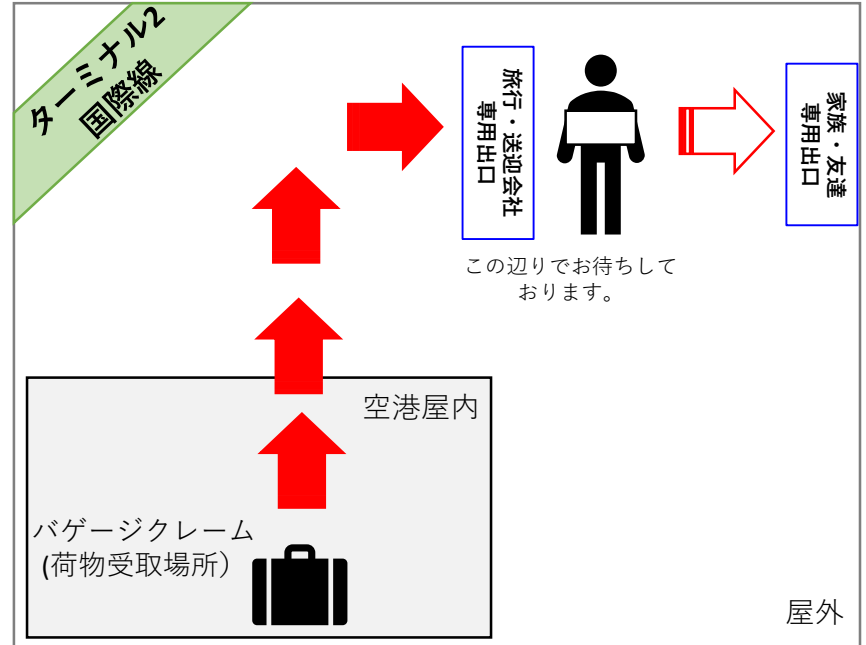 ターミナル2
国際線
旅行・送迎会社
専用出口
家族・友達
専用出口
この辺りでお待ちして
おります。
空港屋内
バゲージクレーム
(荷物受取場所）
屋外